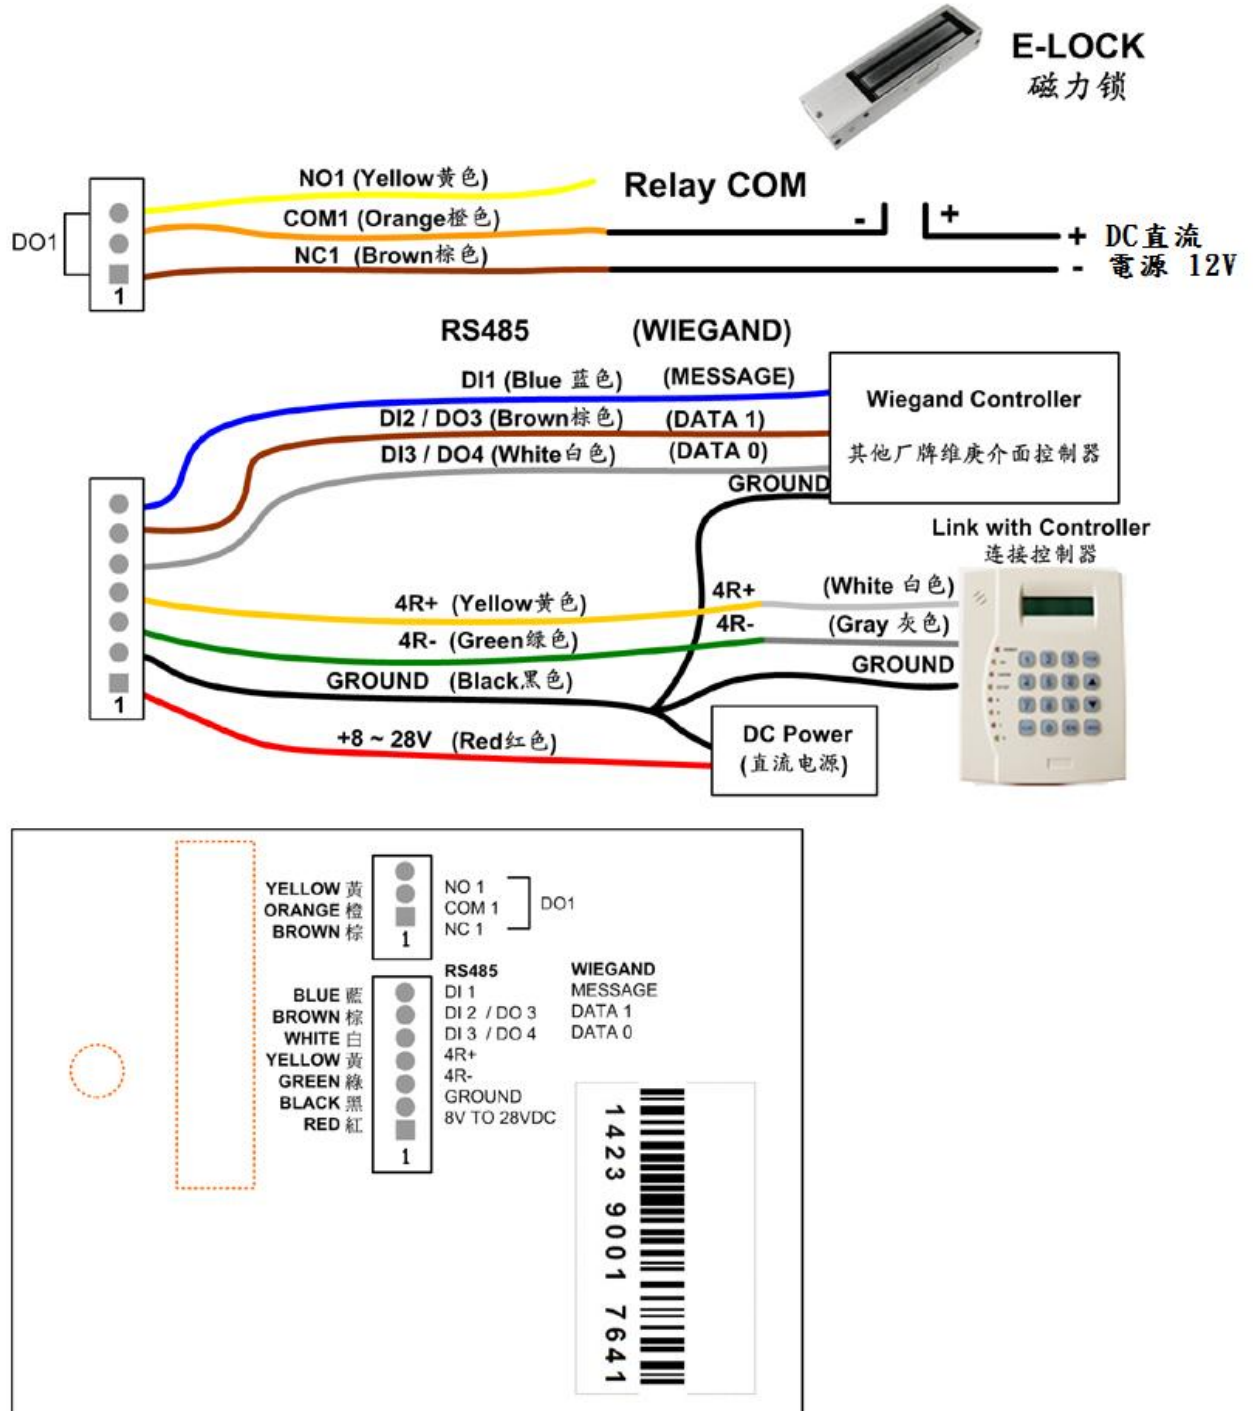 E-LOCK
磁力锁
NO1 (Yellow黄色)
Relay COM
COM1 (Orange橙色)
- +
DO1
+ DC直流
NC1 (Brown棕色)
- 電源 12V
1
RS485 (WIEGAND)
DI1 (Blue 蓝色) (MESSAGE)
Wiegand Controller
DI2 / DO3 (Brown棕色) (DATA 1)
DI3 / DO4 (White白色) (DATA 0)
其他厂牌维庚介面控制器
GROUND
Link with Controller
连接控制器
4R+ (Yellow黄色) 4R+ (White 白色)
4R- (Green绿色) 4R- (Gray 灰色)
GROUND
GROUND (Black黑色)
1
+8 ~ 28V (Red红色)
DC Power
(直流电源)
YELLOW 黃 NO 1
ORANGE 橙 COM 1 DO1
BROWN 棕 NC 1
1
RS485 WIEGAND
BLUE 藍 DI 1 MESSAGE
BROWN 棕 DI 2 / DO 3 DATA 1
WHITE 白 DI 3 / DO 4 DATA 0
YELLOW 黃 4R+
GREEN 綠 4R-
BLACK 黑 GROUND
RED 紅 8V TO 28VDC
1
1423 9001 7641